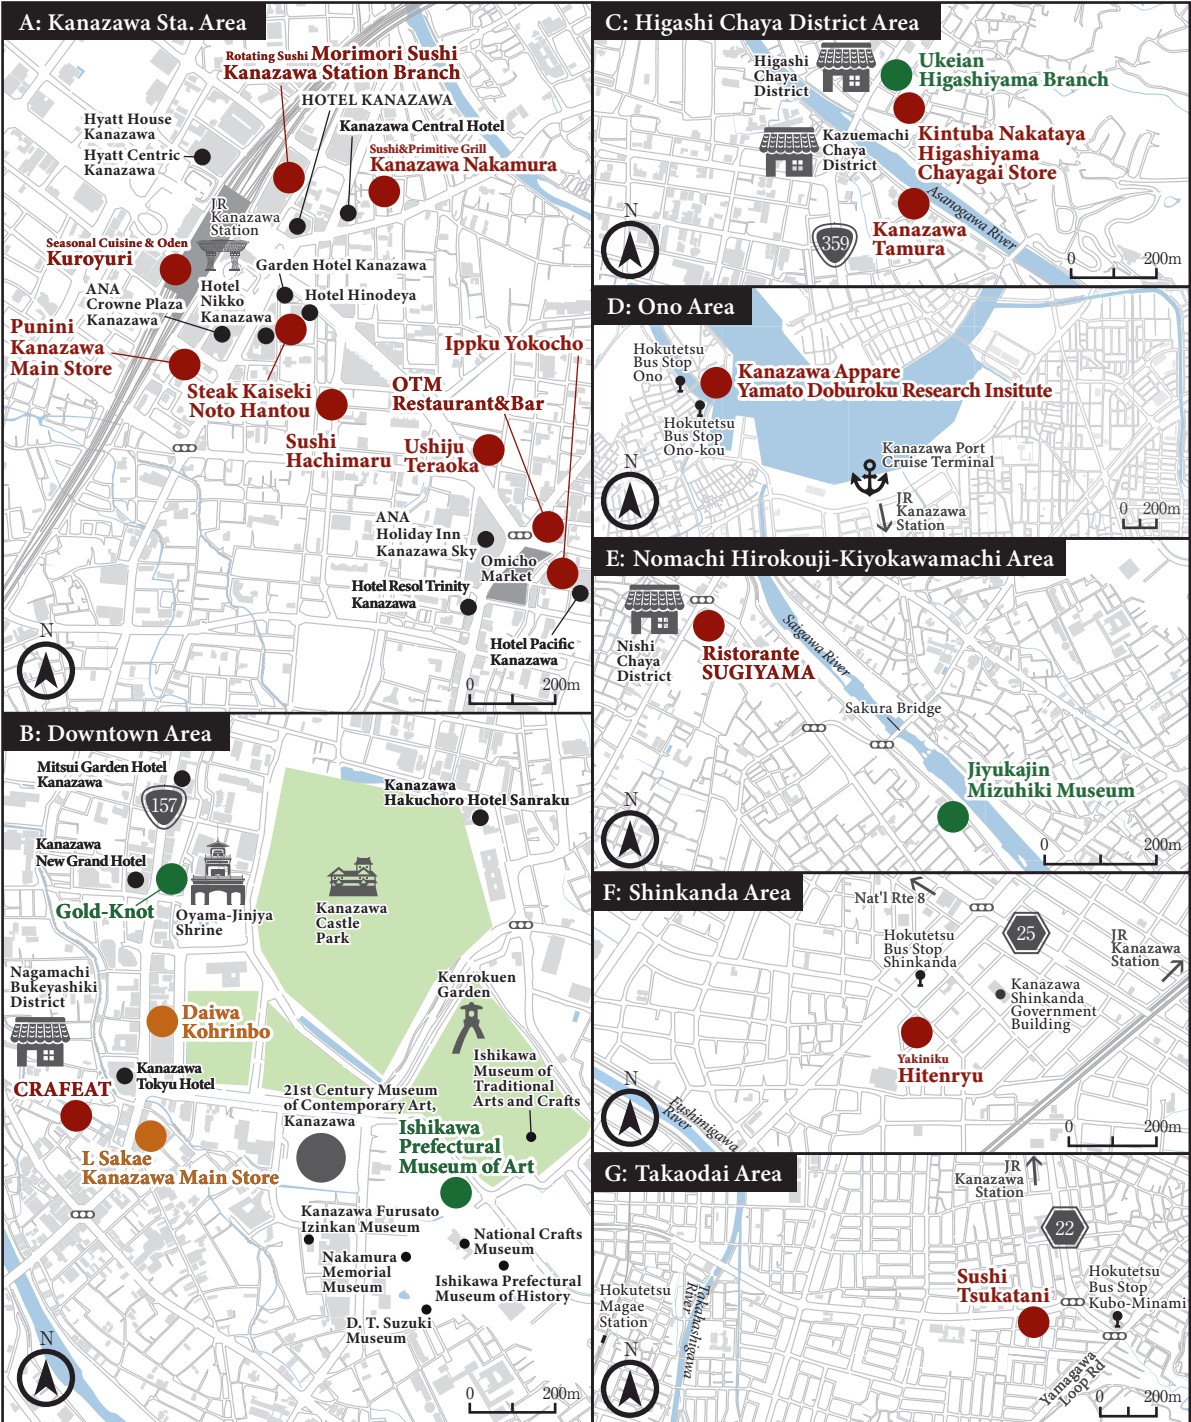 A: Kanazawa Sta. Area
Rotating Sushi Morimori Sushi
Kanazawa Station Branch
HOTEL KANAZAWA
Kanazawa Central Hotel
Hyatt House
Kanazawa
Hyatt Centric
Kanazawa
Sushi&Primitive Grill
Kanazawa Nakamura
JR
Kanazawa
Station
Seasonal Cuisine & Oden
Kuroyuri
Garden Hotel Kanazawa
ANA
Crowne Plaza
Kanazawa
Hotel
Nikko
Kanazawa
Hotel Hinodeya
Punini
Kanazawa
Main Store
Ippku Yokocho
Steak Kaiseki
Noto Hantou
OTM
Restaurant&Bar
Sushi
Hachimaru
Ushiju
Teraoka
ANA
Holiday Inn
Kanazawa Sky
Omicho
Market
Hotel Resol Trinity
Kanazawa
Hotel Pacific
Kanazawa
N
0 200m
B: Downtown Area
Mitsui Garden Hotel
Kanazawa
157
Kanazawa
Hakuchoro Hotel Sanraku
Kanazawa
New Grand Hotel
Gold-Knot
Oyama-Jinjya
Shrine
Kanazawa
Castle
Park
Nagamachi
Bukeyashiki
District
Kenrokuen
Garden
Daiwa
Kohrinbo
Kanazawa
Tokyu Hotel
Ishikawa
Museum of
Traditional
Arts and Crafts
CRAFEAT
21st Century Museum
of Contemporary Art,
Kanazawa
Ishikawa
Prefectural
Museum of Art
L Sakae
Kanazawa Main Store
Kanazawa Furusato
Izinkan Museum
National Crafts
Museum
Nakamura
Memorial
Museum
Ishikawa Prefectural
Museum of History
D. T. Suzuki
Museum
N
0 200m
C: Higashi Chaya District Area
Higashi
Chaya
District
Ukeian
Higashiyama Branch
Kazuemachi
Chaya
District
Kintuba Nakataya
Higashiyama
Chayagai Store
Asanogawa River
Kanazawa
Tamura
359
N
0 200m
D: Ono Area
Hokutetsu
Bus Stop
Ono
Kanazawa Appare
Yamato Doburoku Research Insitute
Hokutetsu
Bus Stop
Ono-kou
Kanazawa Port
Cruise Terminal
JR
Kanazawa
Station
N
0 200m
E: Nomachi Hirokouji-Kiyokawamachi Area
Nishi
Chaya
District
Ristorante
SUGIYAMA
Saigawa River
Sakura Bridge
Jiyukajin
Mizuhiki Museum
N
0 200m
F: Shinkanda Area
Nat'l Rte 8
25
Hokutetsu
Bus Stop
Shinkanda
JR
Kanazawa
Station
Kanazawa
Shinkanda
Government
Building
Yakiniku
Hitenryu
Fushimigawa
River
N
0 200m
G: Takaodai Area
JR
Kanazawa
Station
22
Sushi
Tsukatani
Hokutetsu
Bus Stop
Kubo-Minami
Hokutetsu
Magae
Station
Takahashigawa
River
Yamagawa
Loop Rd
N
0 200m